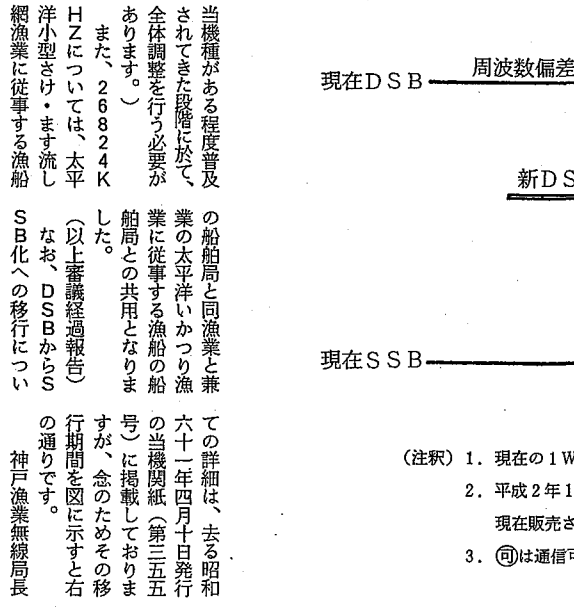 当機種がある程度普及
されてきた段階に於て、
全体調整を行う必要が
あります。）
また、26824K
HZについては、太平
洋小型さけ・ます流し
網漁業に従事する漁船
の船舶局と同漁業と兼
業の太平洋いかつり漁
業に従事する漁船の船
舶局との共用となりま
した。
（以上審議経過報告）
なお、DSBからS
SB化への移行につい
ての詳細は、去る昭和
六十一年四月十日発行
の当機関紙（第三五五
号）に掲載しておりま
すが、念のためその移
行期間を図に示すと右
の通りです。
神戸漁業無線局長
周波数偏差
現在DSB
新DS
現在SSB
（注釈）1．現在の1W
2．平成2年1
現在販売さ
3．㊢は通信